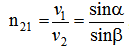 n₂₁ = v₁/v₂ = sinα/sinβ